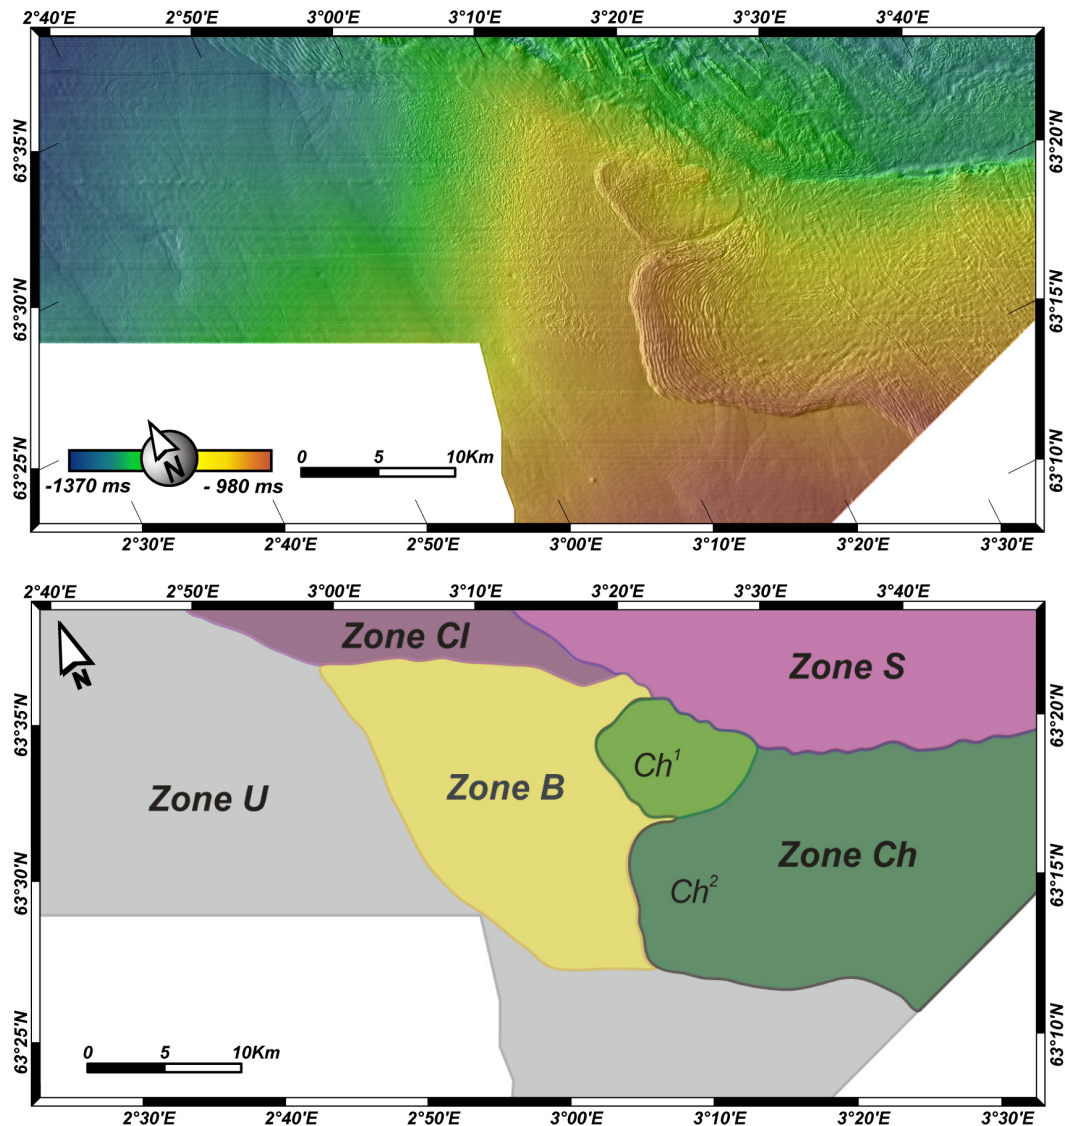 2°40'E 2°50'E 3°00'E 3°10'E 3°20'E 3°30'E 3°40'E
63°35'N
63°30'N
63°25'N
63°20'N
63°15'N
63°10'N
N
-1370 ms - 980 ms
0 5 10Km
2°30'E 2°40'E 2°50'E 3°00'E 3°10'E 3°20'E 3°30'E
2°40'E 2°50'E 3°00'E 3°10'E 3°20'E 3°30'E 3°40'E
N
Zone CI
Zone S
63°35'N
63°30'N
63°25'N
63°20'N
63°15'N
63°10'N
Ch¹
Zone B
Zone U
Zone Ch
Ch²
0 5 10Km
2°30'E 2°40'E 2°50'E 3°00'E 3°10'E 3°20'E 3°30'E